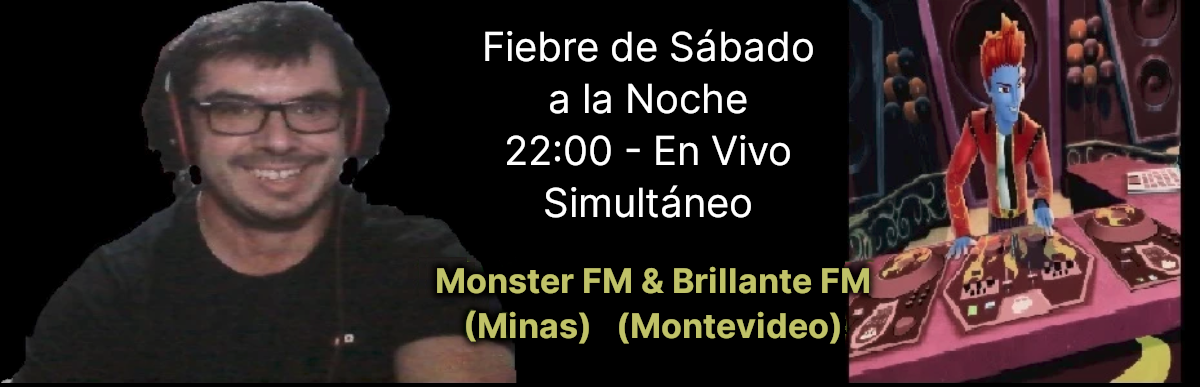 Fiebre de Sábado
a la Noche
22:00 - En Vivo
Simultáneo
Monster FM & Brillante FM
(Minas) (Montevideo)